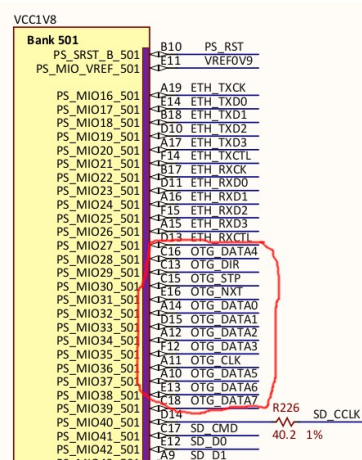 VCC1V8
Bank 501
PS_SRST_B_501 B10 PS_RST
PS_MIO_VREF_501 E11 VREF0V9
PS_MIO16_501 A19 ETH_TXCK
PS_MIO17_501 E14 ETH_TXD0
PS_MIO18_501 B18 ETH_TXD1
PS_MIO19_501 D10 ETH_TXD2
PS_MIO20_501 A17 ETH_TXD3
PS_MIO21_501 F14 ETH_TXCTL
PS_MIO22_501 B17 ETH_RXCK
PS_MIO23_501 D11 ETH_RXD0
PS_MIO24_501 A16 ETH_RXD1
PS_MIO25_501 F15 ETH_RXD2
PS_MIO26_501 A15 ETH_RXD3
PS_MIO27_501 D13 ETH_RXCTL
PS_MIO28_501 C16 OTG_DATA4
PS_MIO29_501 C13 OTG_DIR
PS_MIO30_501 C15 OTG_STP
PS_MIO31_501 E16 OTG_NXT
PS_MIO32_501 A14 OTG_DATA0
PS_MIO33_501 D15 OTG_DATA1
PS_MIO34_501 A12 OTG_DATA2
PS_MIO35_501 F12 OTG_DATA3
PS_MIO36_501 A11 OTG_CLK
PS_MIO37_501 A10 OTG_DATA5
PS_MIO38_501 E13 OTG_DATA6
PS_MIO39_501 C18 OTG_DATA7
PS_MIO40_501 D14 R226 40.2 1% SD_CCLK
PS_MIO41_501 C17 SD_CMD
PS_MIO42_501 E12 SD_D0
A9 SD_D1